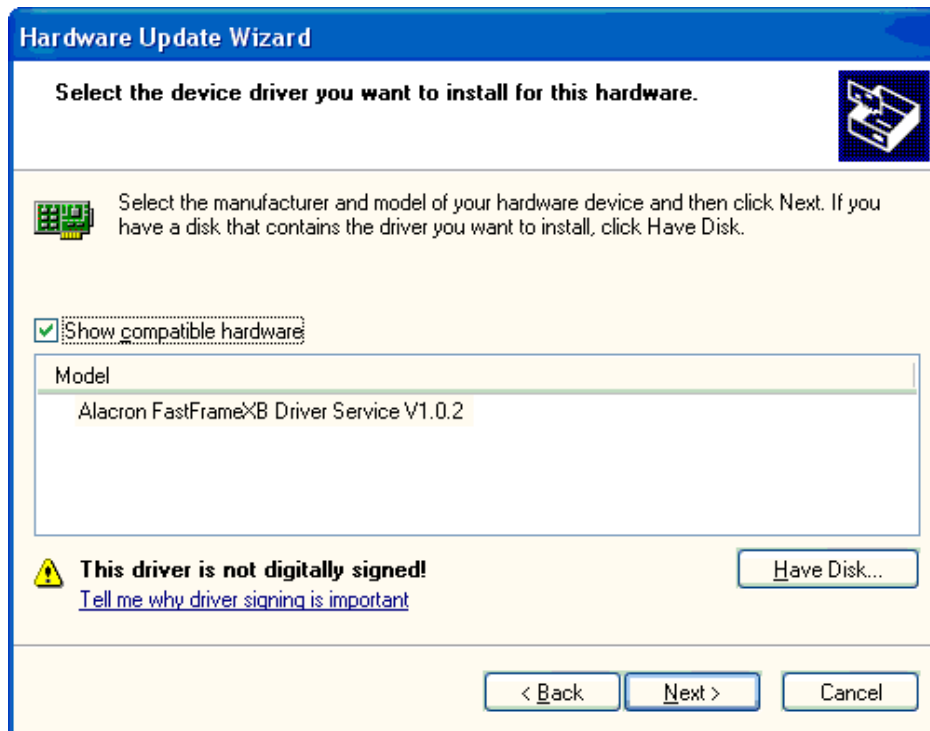 Hardware Update Wizard
Select the device driver you want to install for this hardware.
Select the manufacturer and model of your hardware device and then click Next. If you
have a disk that contains the driver you want to install, click Have Disk.
Show compatible hardware
Model
Alacron FastFrameXB Driver Service V1.0.2
This driver is not digitally signed!
Have Disk...
Tell me why driver signing is important
< Back
Next >
Cancel